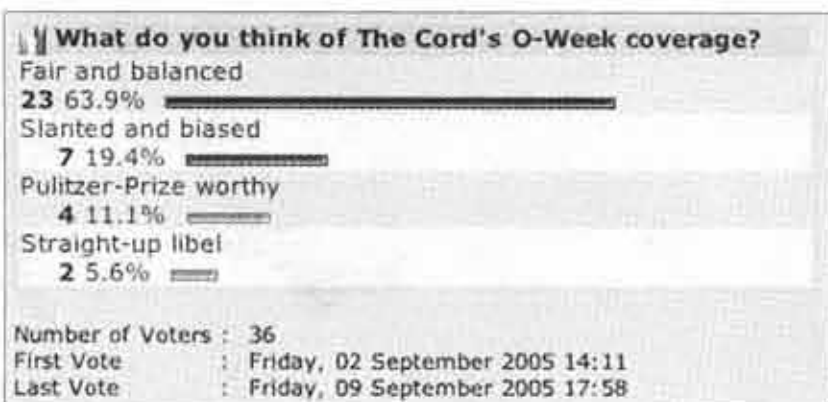 What do you think of The Cord's O-Week coverage?
Fair and balanced
23 63.9%
Slanted and biased
7 19.4%
Pulitzer-Prize worthy
4 11.1%
Straight-up libel
2 5.6%
Number of Voters : 36
First Vote : Friday, 02 September 2005 14:11
Last Vote : Friday, 09 September 2005 17:58